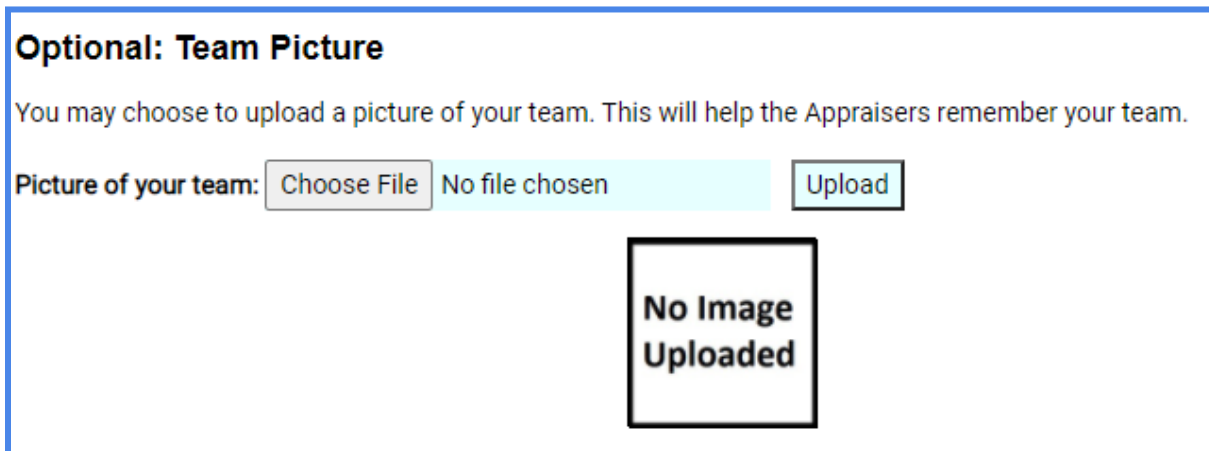 Optional: Team Picture
You may choose to upload a picture of your team. This will help the Appraisers remember your team.
Picture of your team: Choose File No file chosen Upload
No Image
Uploaded